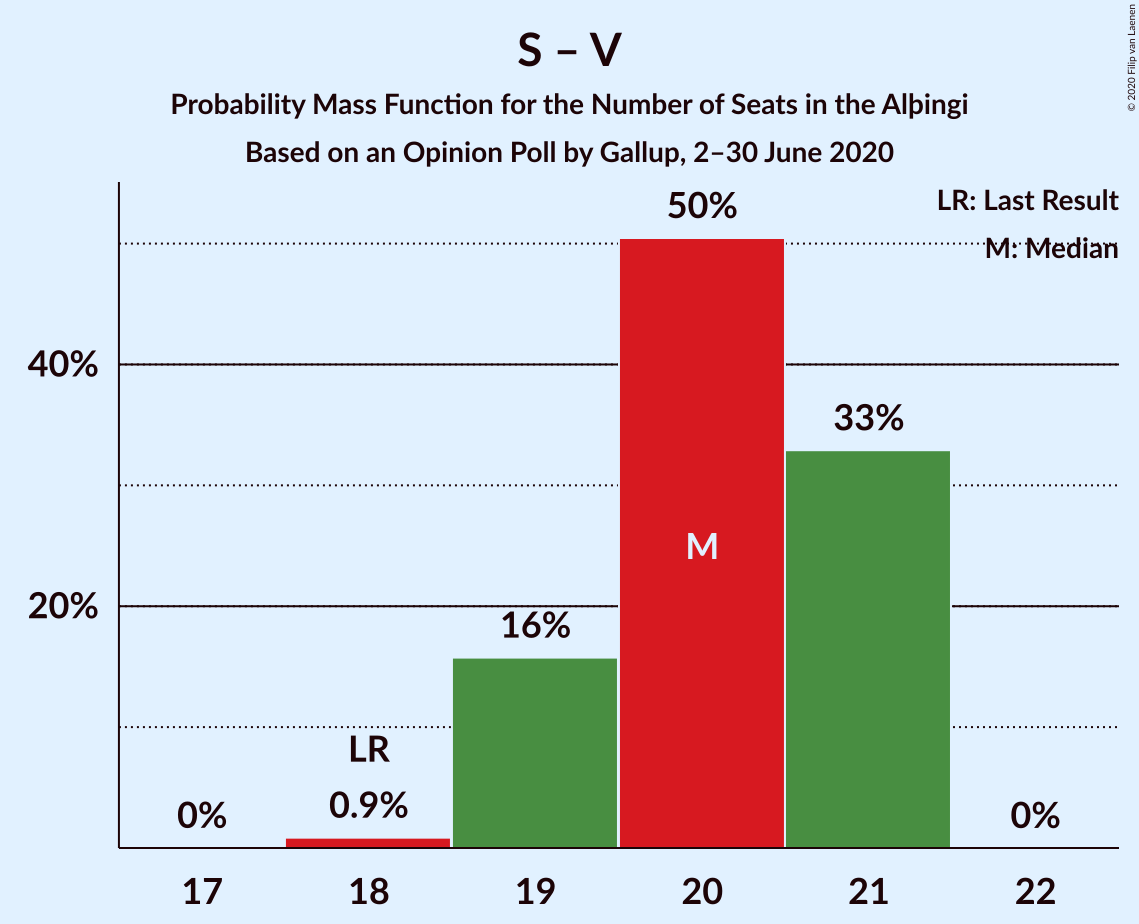 S – V
Probability Mass Function for the Number of Seats in the Alþingi
Based on an Opinion Poll by Gallup, 2–30 June 2020
© 2020 Filip van Laenen
LR: Last Result
M: Median
50%
40%
33%
M
20%
16%
LR
0%
0.9%
0%
17
18
19
20
21
22